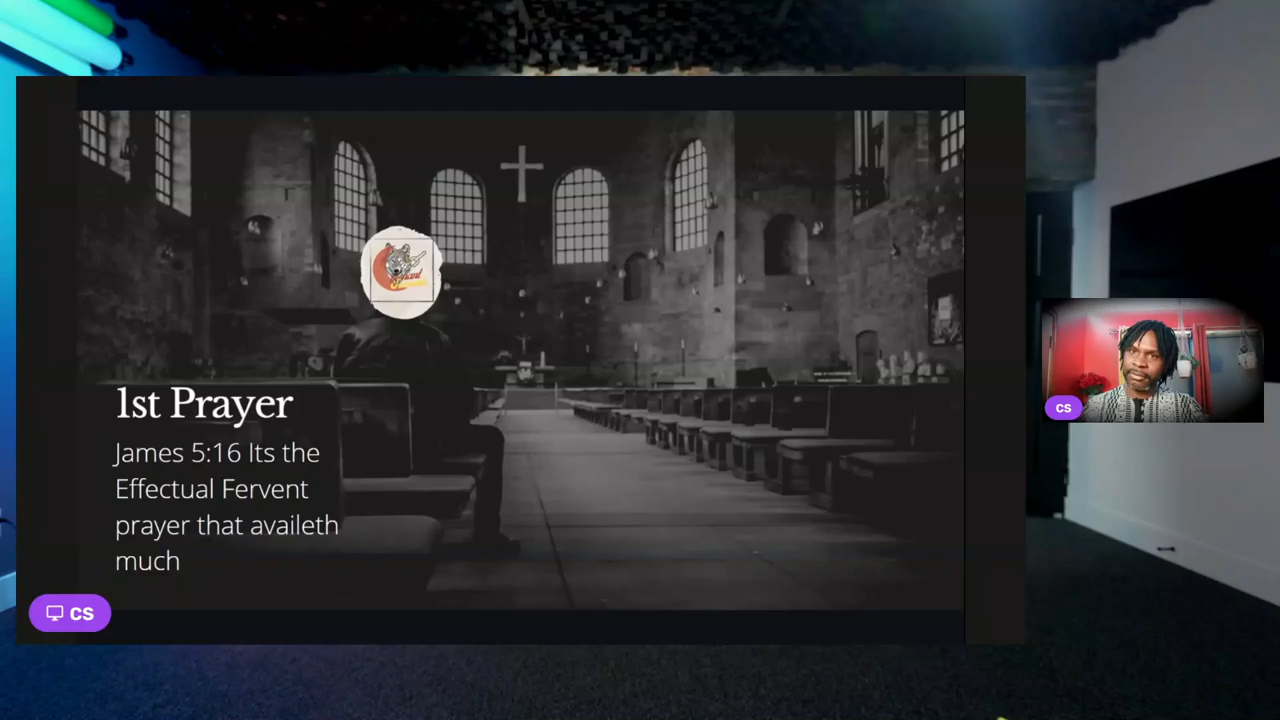 1st Prayer
James 5:16 Its the
Effectual Fervent
prayer that availeth
much
CS
CS